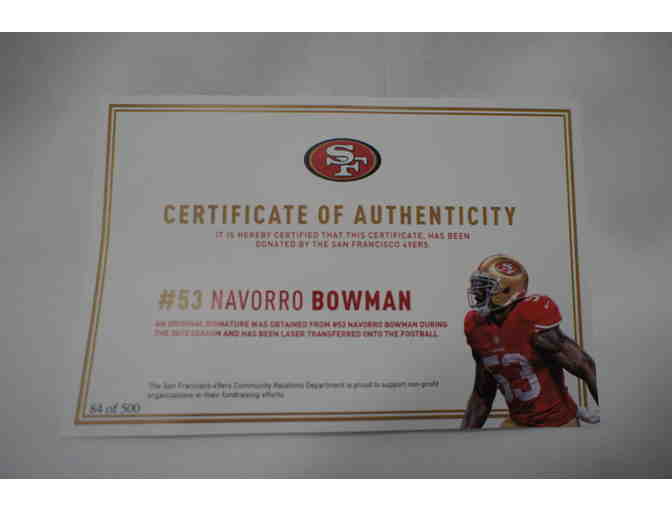 SF
CERTIFICATE OF AUTHENTICITY
IT IS HEREBY CERTIFIED THAT THIS CERTIFICATE, HAS BEEN
DONATED BY THE SAN FRANCISCO 49ERS.
#53 NAVORRO BOWMAN
AN ORIGINAL SIGNATURE WAS OBTAINED FROM #53 NAVORRO BOWMAN DURING
THE SEASON AND HAS BEEN LASER TRANSFERRED ONTO THE FOOTBALL
53
The San Francisco 49ers Community Relations Department is proud to support non-profit
organizations in their fundraising efforts.
84 of 500